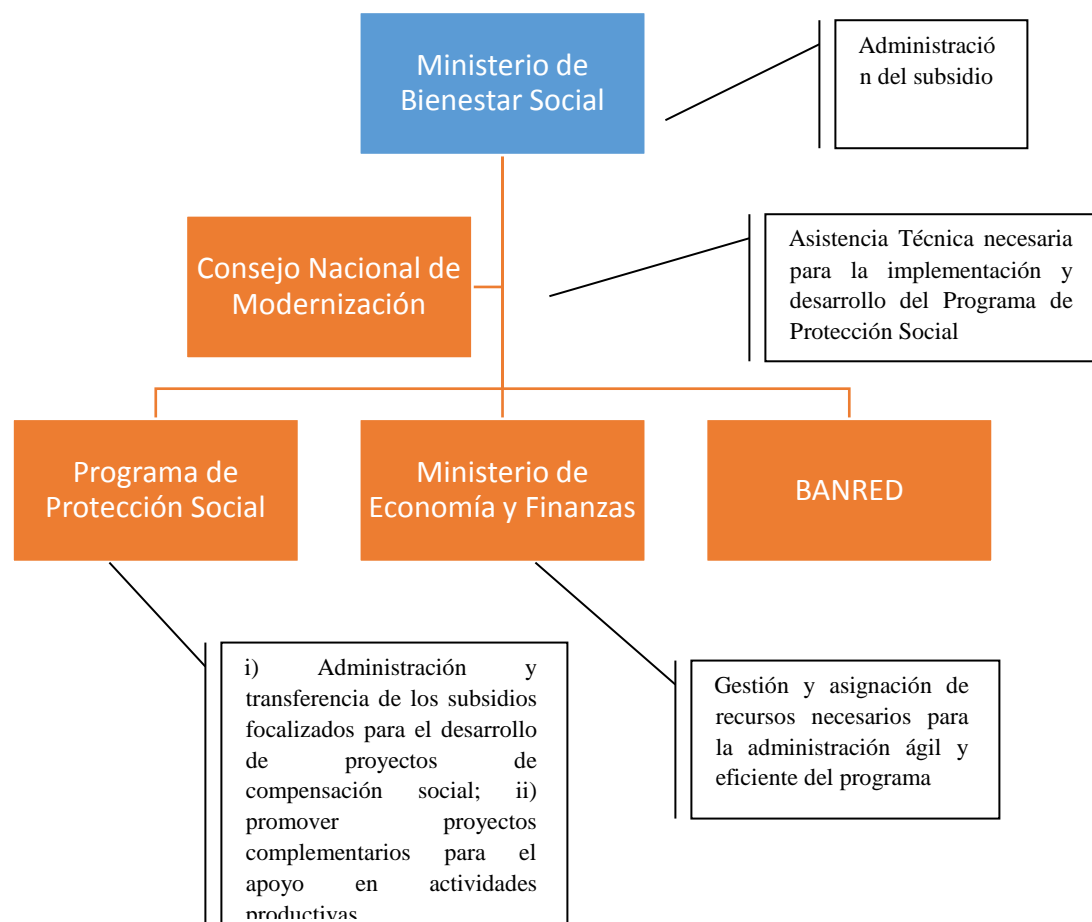 Ministerio de
Bienestar Social
Administració
n del subsidio
Consejo Nacional de
Modernización
Asistencia Técnica necesaria
para la implementación y
desarrollo del Programa de
Protección Social
Programa de
Protección Social
Ministerio de
Economía y Finanzas
BANRED
i) Administración y
transferencia de los subsidios
focalizados para el desarrollo
de proyectos de
compensación social; ii)
promover proyectos
complementarios para el
apoyo en actividades
productivas
Gestión y asignación de
recursos necesarios para
la administración ágil y
eficiente del programa